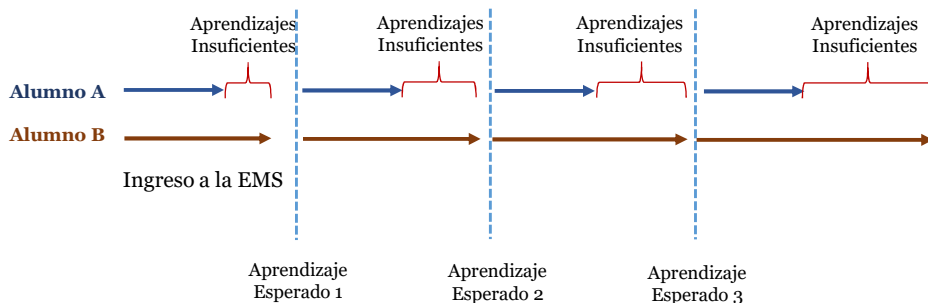 Aprendizajes
Insuficientes
Aprendizajes
Insuficientes
Aprendizajes
Insuficientes
Aprendizajes
Insuficientes
Alumno A
Alumno B
Ingreso a la EMS
Aprendizaje
Esperado 1
Aprendizaje
Esperado 2
Aprendizaje
Esperado 3